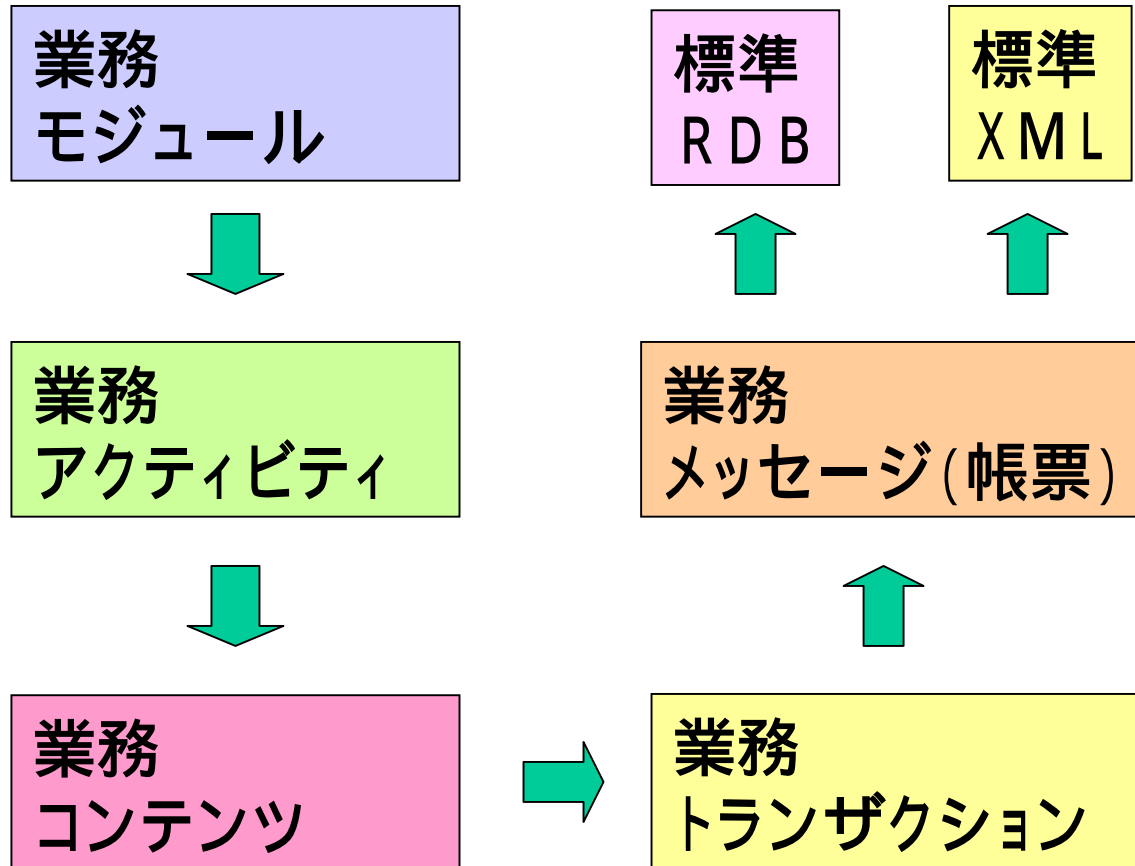 業務
モジュール
標準
ＲＤＢ
標準
ＸＭＬ
業務
アクティビティ
業務
メッセージ(帳票)
業務
コンテンツ
業務
トランザクション